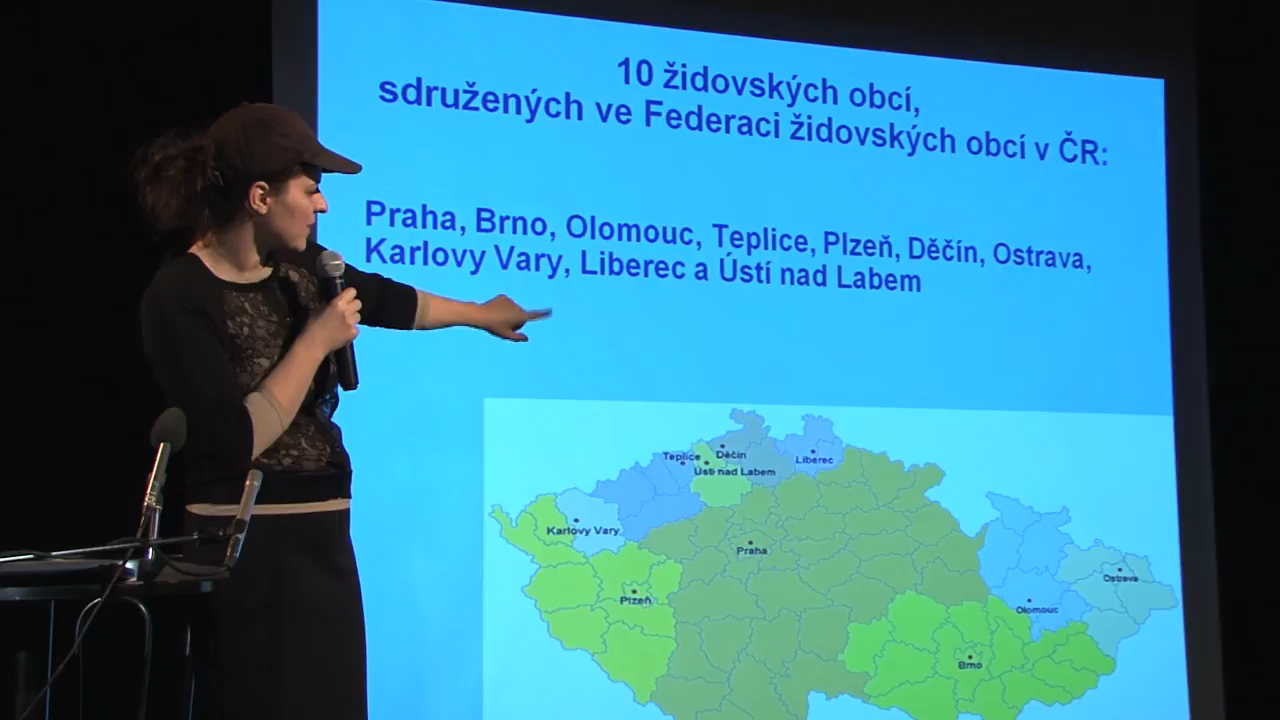 10 židovských obcí,
sdružených ve Federaci židovských obcí v ČR:
Praha, Brno, Olomouc, Teplice, Plzeň, Děčín, Ostrava,
Karlovy Vary, Liberec a Ústí nad Labem
Děčín
Teplice
Liberec
Ústí nad Labem
Karlovy Vary
Praha
Ostrava
Plzeň
Olomouc
Brno